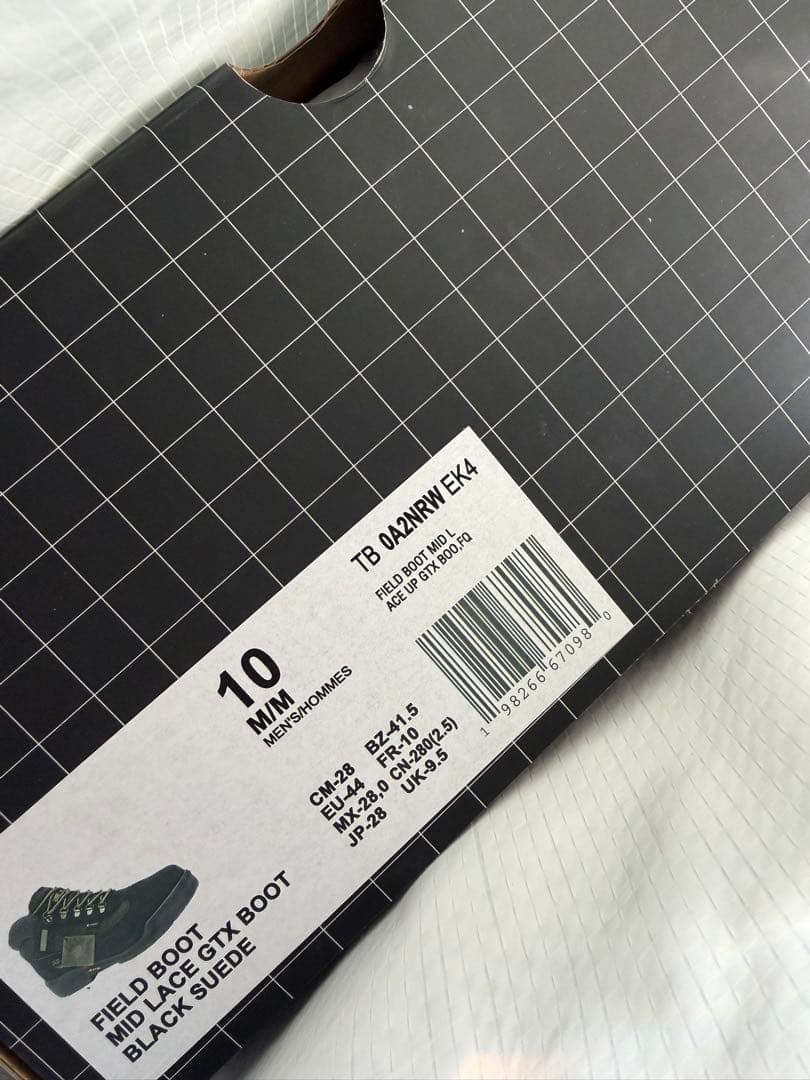 TB 0A2NRW EK4
FIELD BOOT MID L
ACE UP GTX BOO,FQ
1 98266 67098 0
10
M/M
MEN'S/HOMMES
CM-28 BZ-41.5
EU-44 FR-10
MX-28,0 CN-280(2.5)
JP-28 UK-9.5
FIELD BOOT
MID LACE GTX BOOT
BLACK SUEDE